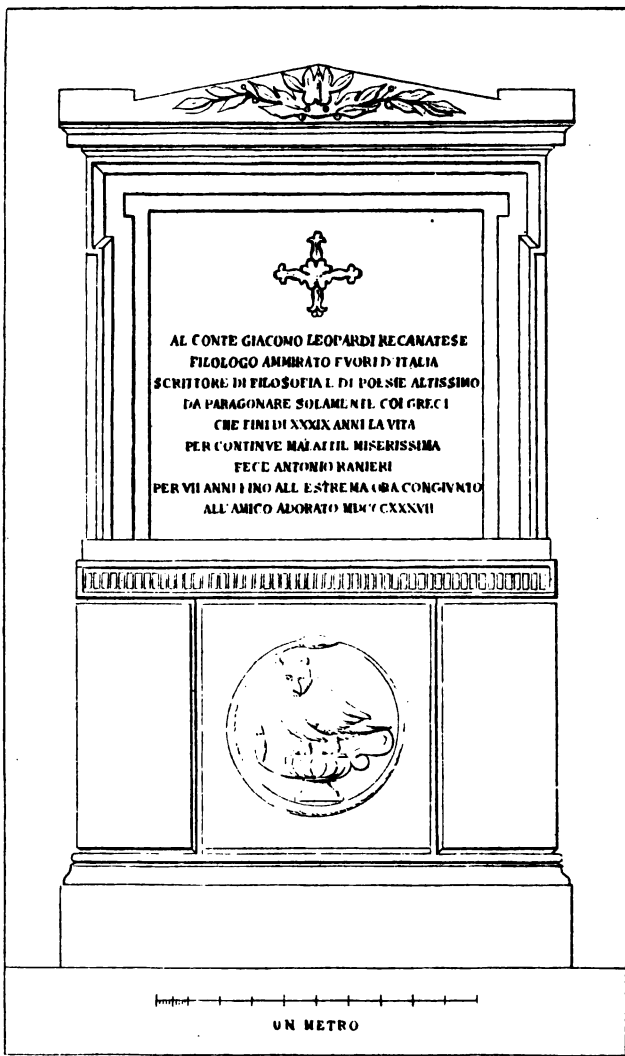 AL CONTE GIACOMO LEOPARDI RECANATESE
FILOLOGO AMMIRATO FVORI D'ITALIA
SCRITTORE DI FILOSOFIA E DI POESIE ALTISSIMO
DA PARAGONARE SOLAMENTE COI GRECI
CHE FINI DI XXXIX ANNI LA VITA
PER CONTINVE MALATTIE MISERISSIMA
FECE ANTONIO RANIERI
PER VII ANNI FINO ALL ESTREMA ORA CONGIVNTO
ALL'AMICO ADORATO MDCCCXXXVII
UN METRO